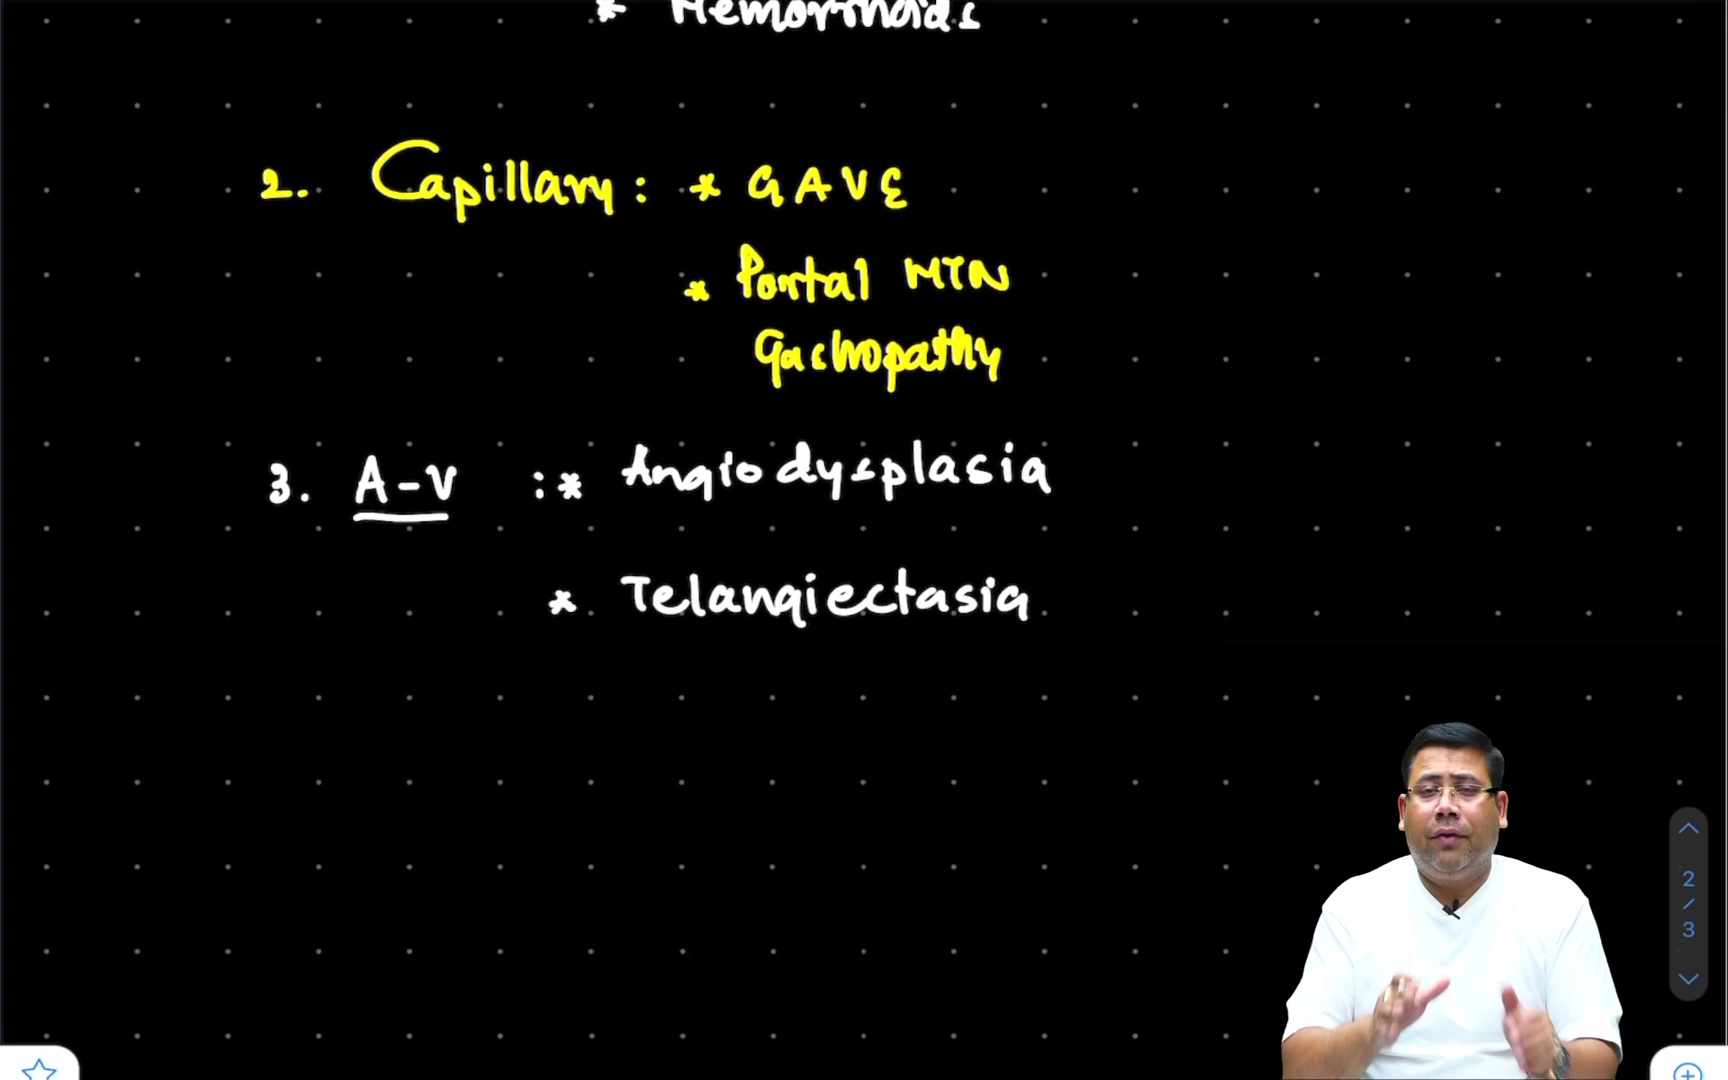 * Hemorrhoids
2. Capillary : * GAVE
* Portal HTN
Gastropathy
3. A-V : * Angiodysplasia
* Telangiectasia
2
/
3